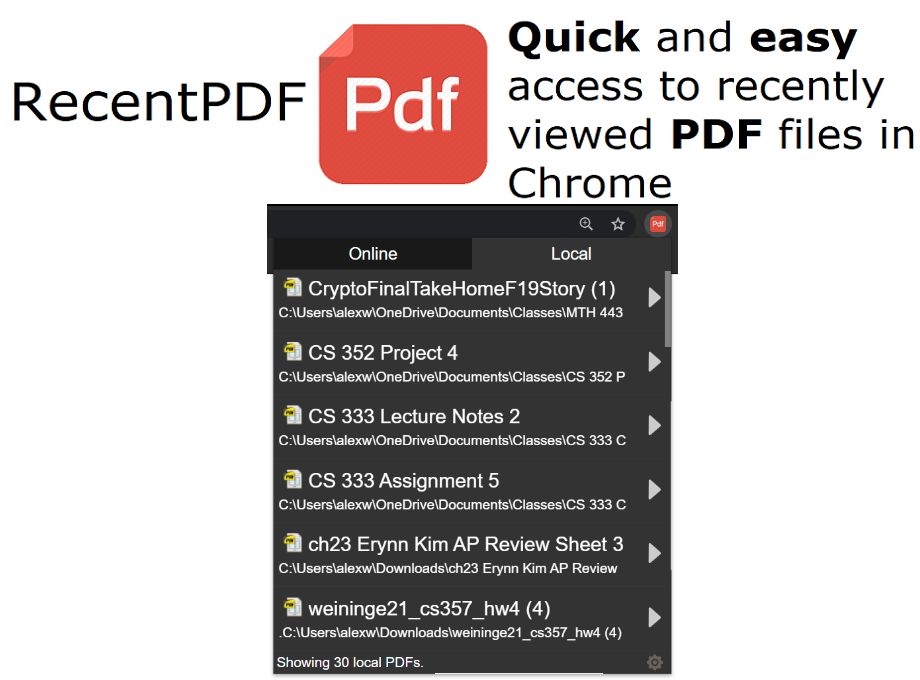 RecentPDF
Pdf
Quick and easy
access to recently
viewed PDF files in
Chrome
Pdf
Online
Local
CryptoFinalTakeHomeF19Story (1)
C:\Users\alexw\OneDrive\Documents\Classes\MTH 443
CS 352 Project 4
C:\Users\alexw\OneDrive\Documents\Classes\CS 352 P
CS 333 Lecture Notes 2
C:\Users\alexw\OneDrive\Documents\Classes\CS 333 C
CS 333 Assignment 5
C:\Users\alexw\OneDrive\Documents\Classes\CS 333 C
ch23 Erynn Kim AP Review Sheet 3
C:\Users\alexw\Downloads\ch23 Erynn Kim AP Review
weininge21_cs357_hw4 (4)
.C:\Users\alexw\Downloads\weininge21_cs357_hw4 (4)
Showing 30 local PDFs.